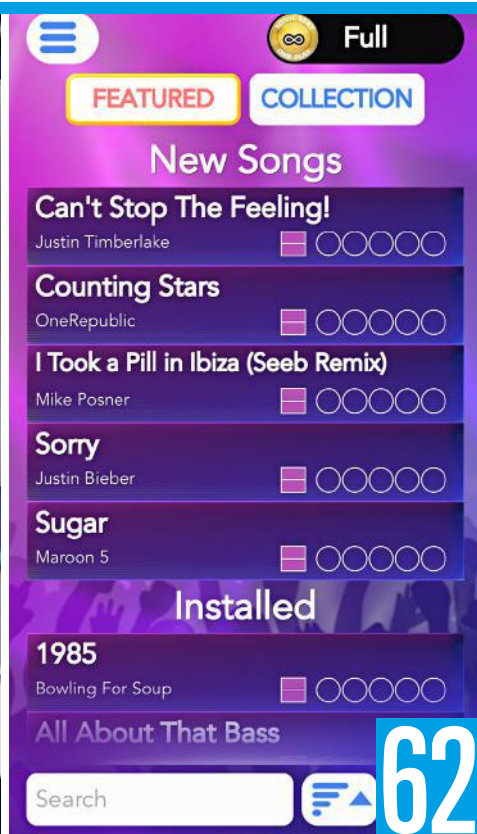 Full
FEATURED
COLLECTION
New Songs
Can't Stop The Feeling!
Justin Timberlake
Counting Stars
OneRepublic
I Took a Pill in Ibiza (Seeb Remix)
Mike Posner
Sorry
Justin Bieber
Sugar
Maroon 5
Installed
1985
Bowling For Soup
All About That Bass
Search
62